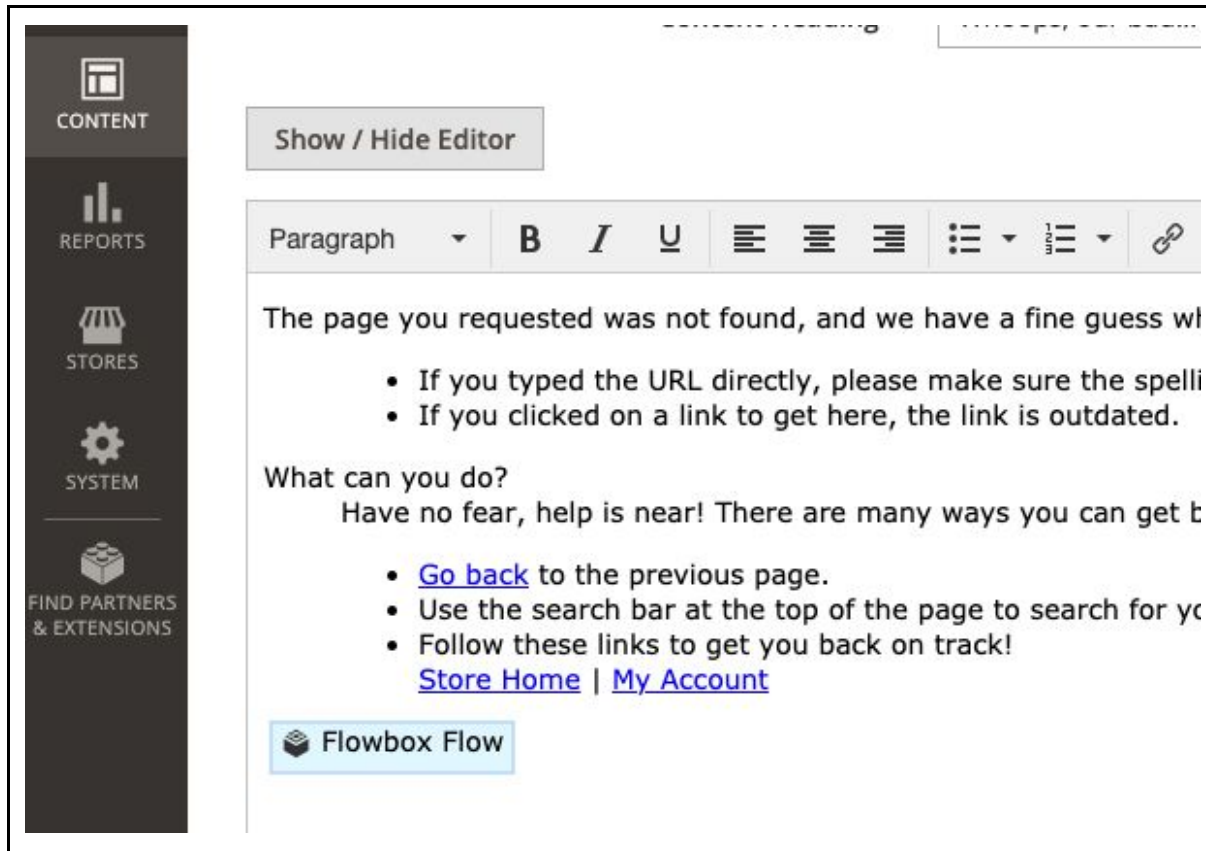 CONTENT
Show / Hide Editor
REPORTS
Paragraph B I U
STORES
The page you requested was not found, and we have a fine guess
• If you typed the URL directly, please make sure the
• If you clicked on a link to get here, the link is outdated.
SYSTEM
What can you do?
Have no fear, help is near! There are many ways you can get
FIND PARTNERS
& EXTENSIONS
• Go back to the previous page.
• Use the search bar at the top of the page to search for
• Follow these links to get you back on track!
Store Home | My Account
Flowbox Flow